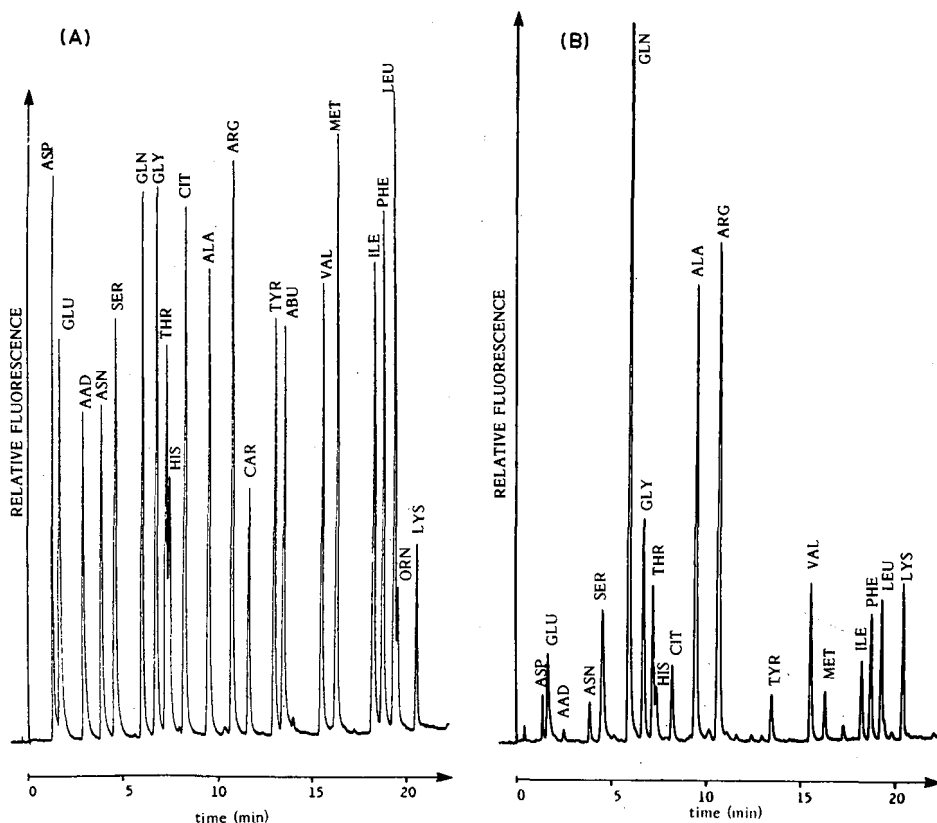 (A)
RELATIVE FLUORESCENCE
ASP
GLU
AAD
ASN
SER
GLN
GLY
THR
HIS
CIT
ALA
ARG
CAR
TYR
ABU
VAL
MET
ILE
PHE
LEU
ORN
LYS
0 5 10 15 20
time (min)
(B)
RELATIVE FLUORESCENCE
ASP
GLU
AAD
ASN
SER
GLN
GLY
THR
HIS
CIT
ALA
ARG
TYR
VAL
MET
ILE
PHE
LEU
LYS
0 5 10 15 20
time (min)